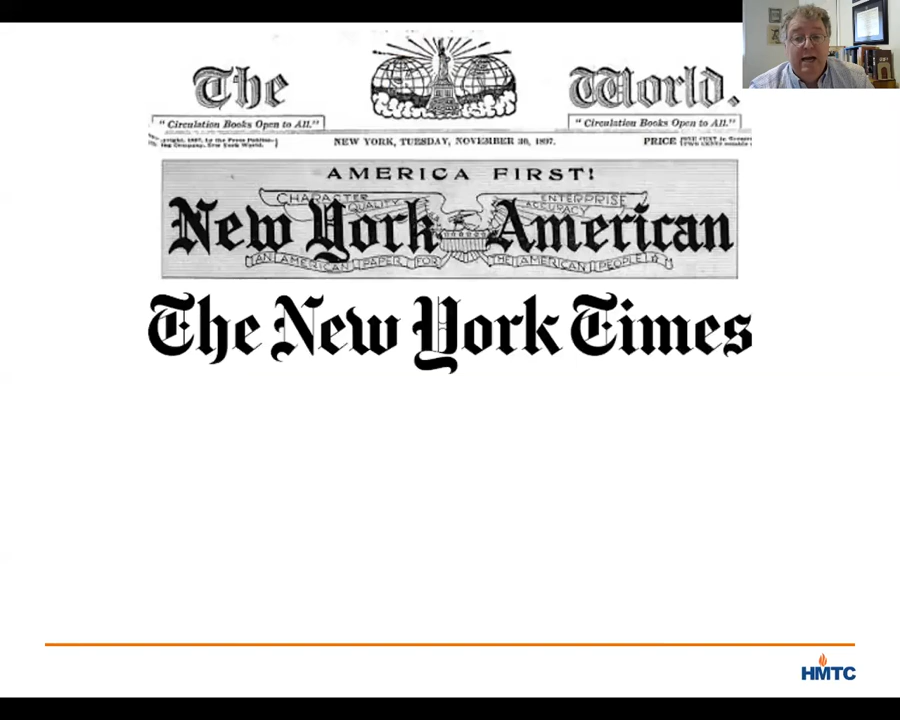 The World.
"Circulation Books Open to All." "Circulation Books Open to All."
NEW YORK, TUESDAY, NOVEMBER 30, 1897. PRICE
AMERICA FIRST!
CHARACTER QUALITY ENTERPRISE ACCURACY
New York American
AN AMERICAN PAPER FOR THE AMERICAN PEOPLE
The New York Times
HMTC